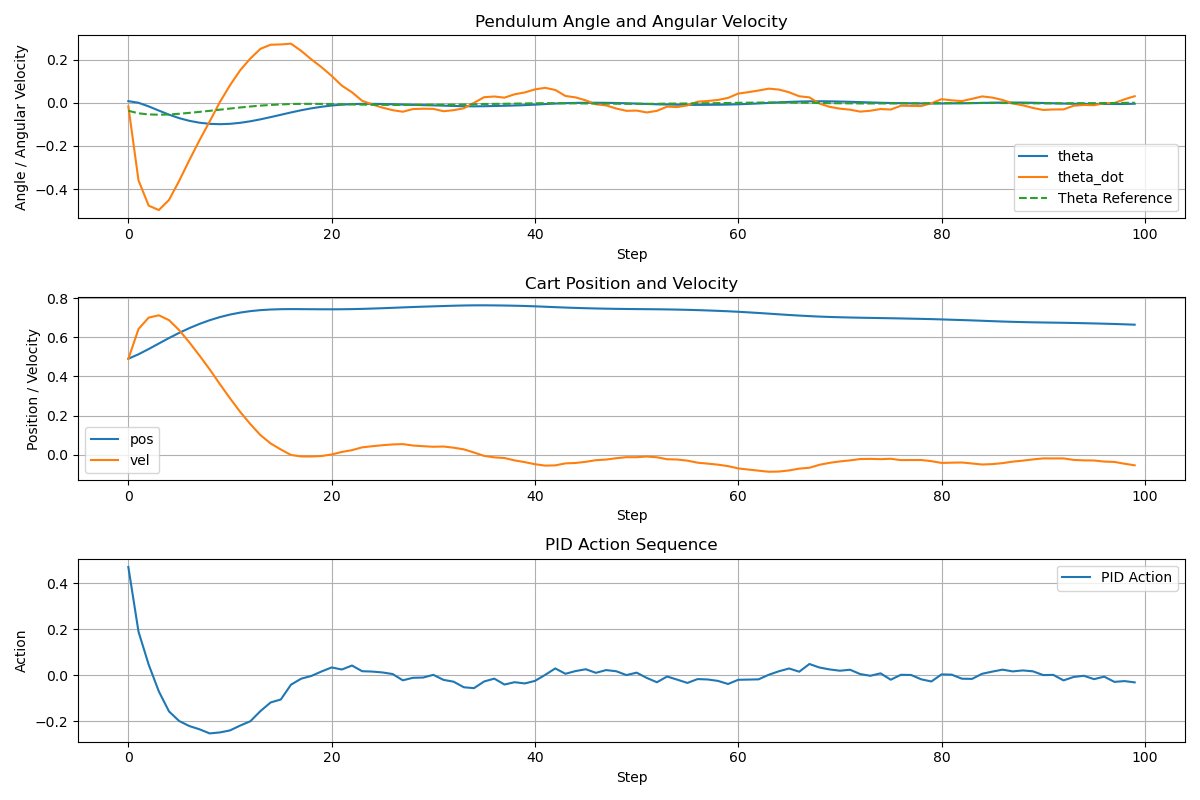 Pendulum Angle and Angular Velocity
Angle / Angular Velocity
0.2
0.0
−0.2
−0.4
theta
theta_dot
Theta Reference
0 20 40 60 80 100
Step
Cart Position and Velocity
Position / Velocity
0.8
0.6
0.4
0.2
0.0
pos
vel
0 20 40 60 80 100
Step
PID Action Sequence
Action
0.4
0.2
0.0
−0.2
PID Action
0 20 40 60 80 100
Step